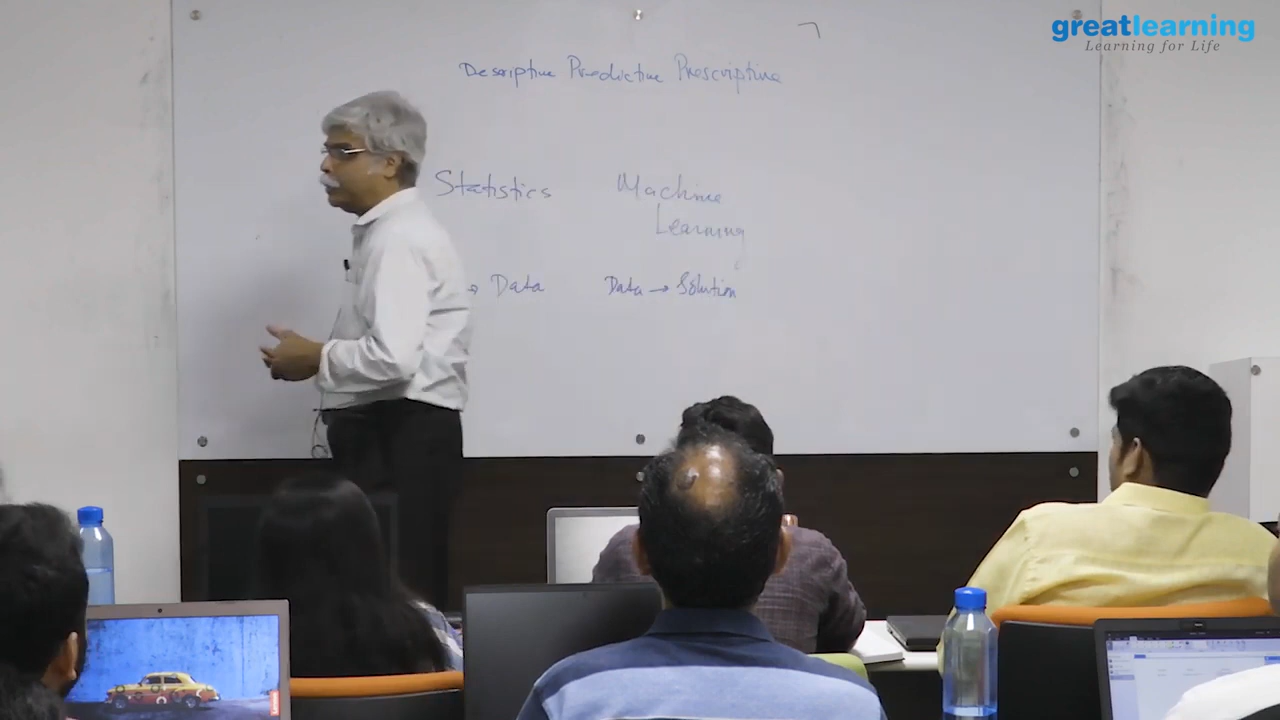 greatlearning
Learning for Life
Descriptive Predictive Prescriptive
Statistics Machine
Learning
→ Data Data → Solution